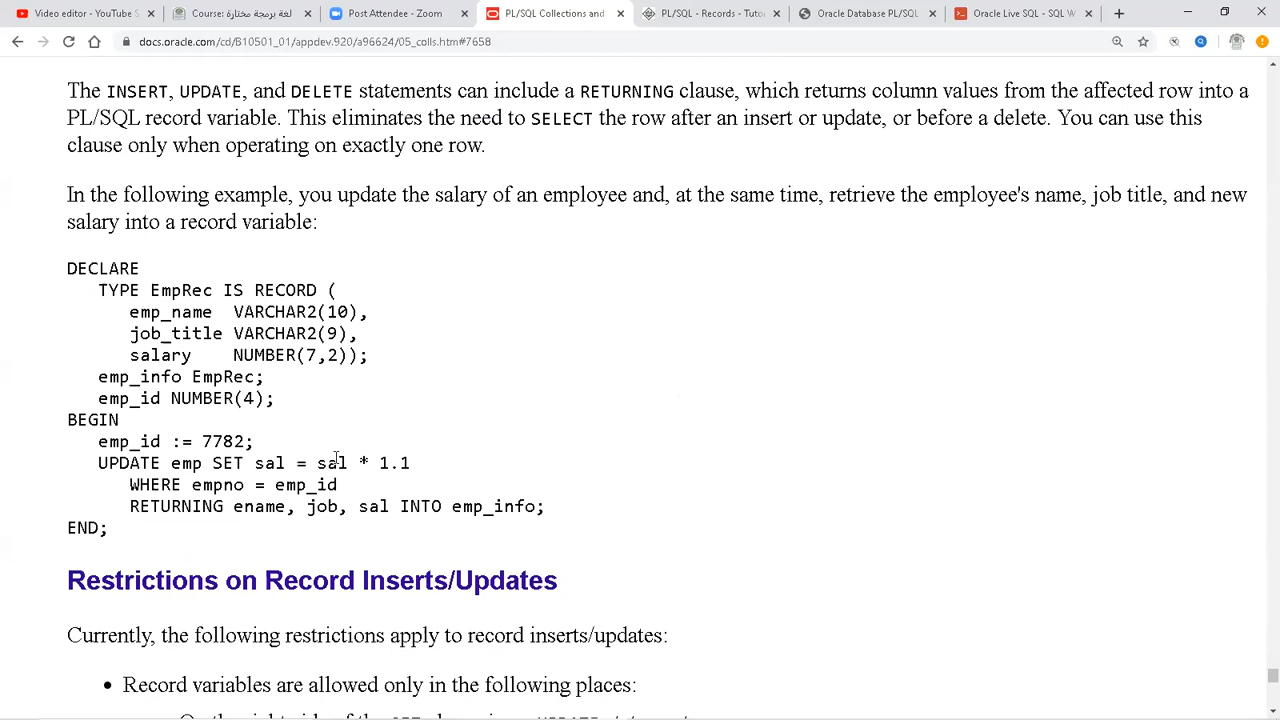 Video editor - YouTube S
Course لغة برمجة مختارة
Post Attendee - Zoom
PL/SQL Collections and
PL/SQL - Records - Tuto
Oracle Database PL/SQL
Oracle Live SQL - SQL W
docs.oracle.com/cd/B10501_01/appdev.920/a96624/05_colls.htm#7658
The INSERT, UPDATE, and DELETE statements can include a RETURNING clause, which returns column values from the affected row into a
PL/SQL record variable. This eliminates the need to SELECT the row after an insert or update, or before a delete. You can use this
clause only when operating on exactly one row.
In the following example, you update the salary of an employee and, at the same time, retrieve the employee's name, job title, and new
salary into a record variable:
DECLARE
TYPE EmpRec IS RECORD (
emp_name VARCHAR2(10),
job_title VARCHAR2(9),
salary NUMBER(7,2));
emp_info EmpRec;
emp_id NUMBER(4);
BEGIN
emp_id := 7782;
UPDATE emp SET sal = sal * 1.1
WHERE empno = emp_id
RETURNING ename, job, sal INTO emp_info;
END;
Restrictions on Record Inserts/Updates
Currently, the following restrictions apply to record inserts/updates:
• Record variables are allowed only in the following places: